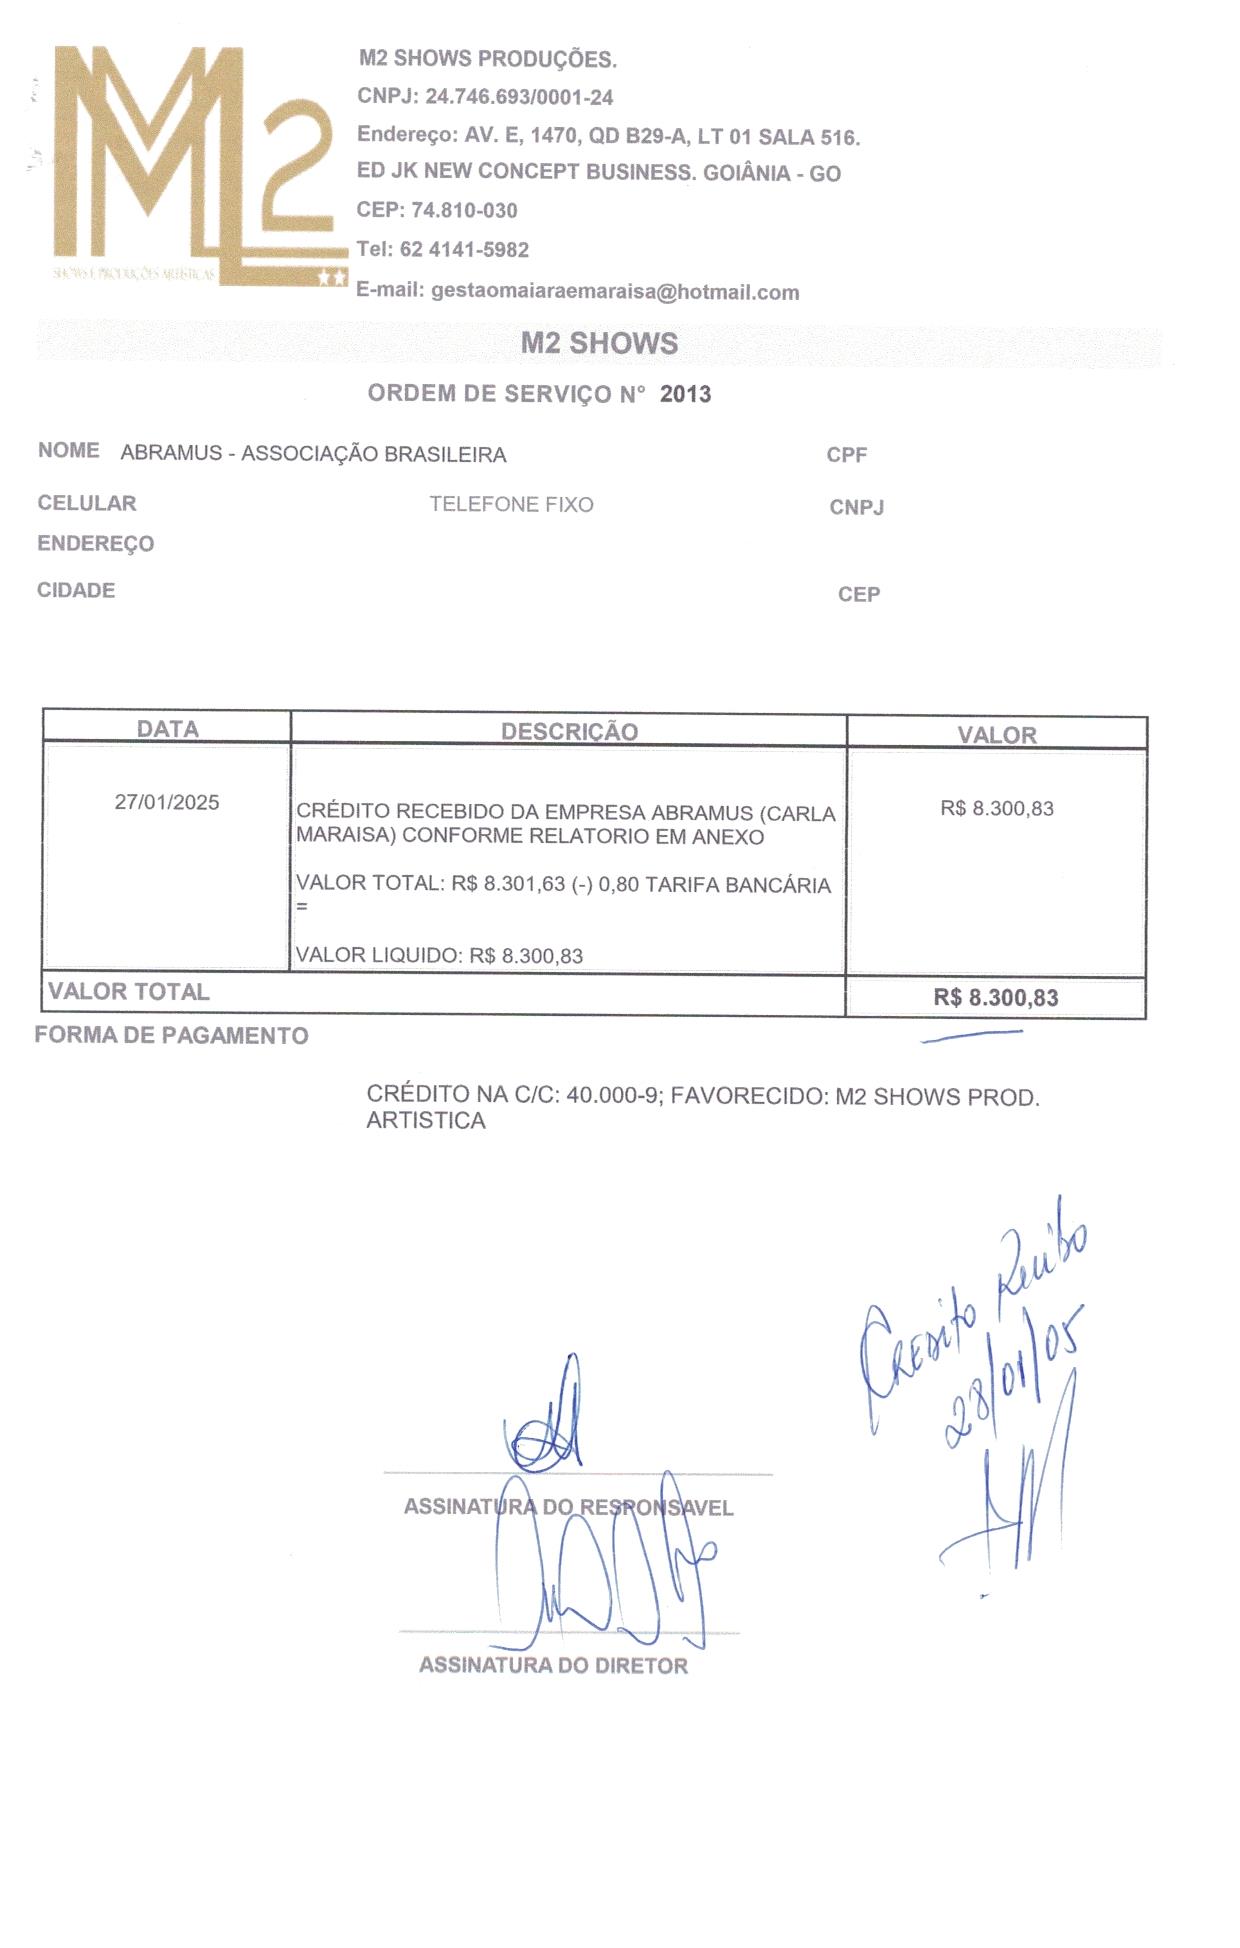 M2 SHOWS PRODUÇÕES.
CNPJ: 24.746.693/0001-24
Endereço: AV. E, 1470, QD B29-A, LT 01 SALA 516.
ED JK NEW CONCEPT BUSINESS. GOIÂNIA - GO
CEP: 74.810-030
Tel: 62 4141-5982
E-mail: gestaomaiaraemaraisa@hotmail.com
M2
SHOWS E PRODUÇÕES ARTÍSTICAS
M2 SHOWS
ORDEM DE SERVIÇO N° 2013
NOME ABRAMUS - ASSOCIAÇÃO BRASILEIRA CPF
CELULAR TELEFONE FIXO CNPJ
ENDEREÇO
CIDADE CEP
DATA DESCRIÇÃO VALOR
27/01/2025 CRÉDITO RECEBIDO DA EMPRESA ABRAMUS (CARLA R$ 8.300,83
MARAISA) CONFORME RELATORIO EM ANEXO
VALOR TOTAL: R$ 8.301,63 (-) 0,80 TARIFA BANCÁRIA
=
VALOR LIQUIDO: R$ 8.300,83
VALOR TOTAL R$ 8.300,83
FORMA DE PAGAMENTO
CRÉDITO NA C/C: 40.000-9; FAVORECIDO: M2 SHOWS PROD.
ARTISTICA
CREDITO
28/01/05
ASSINATURA DO RESPONSAVEL
ASSINATURA DO DIRETOR